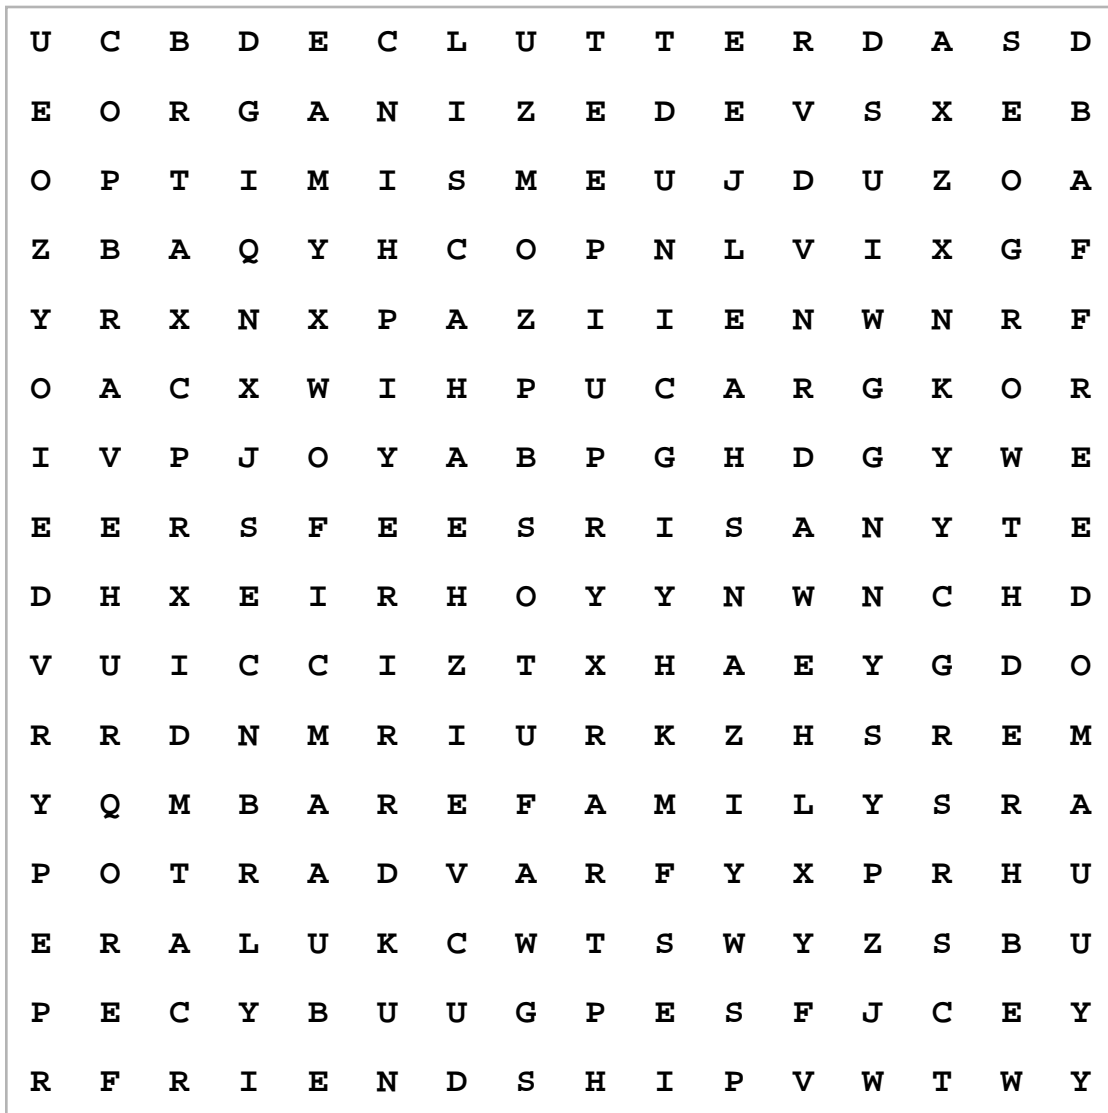 U C B D E C L U T T E R D A S D
E O R G A N I Z E D E V S X E B
O P T I M I S M E U J D U Z O A
Z B A Q Y H C O P N L V I X G F
Y R X N X P A Z I I E N W N R F
O A C X W I H P U C A R G K O R
I V P J O Y A B P G H D G Y W E
E E R S F E E S R I S A N Y T E
D H X E I R H O Y Y N W N C H D
V U I C C I Z T X H A E Y G D O
R R D N M R I U R K Z H S R E M
Y Q M B A R E F A M I L Y S R A
P O T R A D V A R F Y X P R H U
E R A L U K C W T S W Y Z S B U
P E C Y B U U G P E S F J C E Y
R F R I E N D S H I P V W T W Y